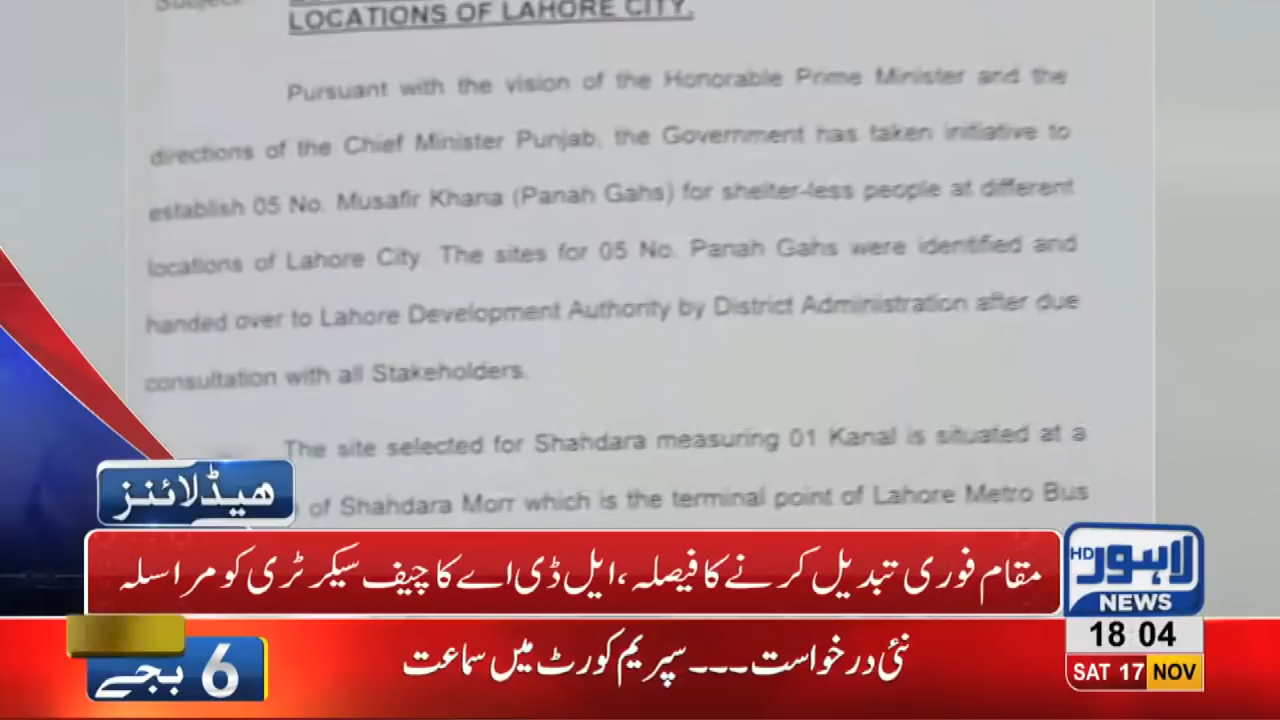 LOCATIONS OF LAHORE CITY.
Pursuant with the vision of the Honorable Prime Minister and the
directions of the Chief Minister Punjab, the Government has taken initiative to
establish 05 No. Musafir Khana (Panah Gahs) for shelter-less people at different
locations of Lahore City. The sites for 05 No. Panah Gahs were identified and
handed over to Lahore Development Authority by District Administration after due
consultation with all Stakeholders.
The site selected for Shahdara measuring 01 Kanal is situated at a
of Shahdara Morr which is the terminal point of Lahore Metro Bus
ھیڈلائنز
مقام فوری تبدیل کرنے کا فیصلہ، ایل ڈی اے کا چیف سیکرٹری کو مراسلہ
لاہور HD
NEWS
18 04
SAT 17 NOV
نئی درخواست --- سپریم کورٹ میں سماعت
6 بجے